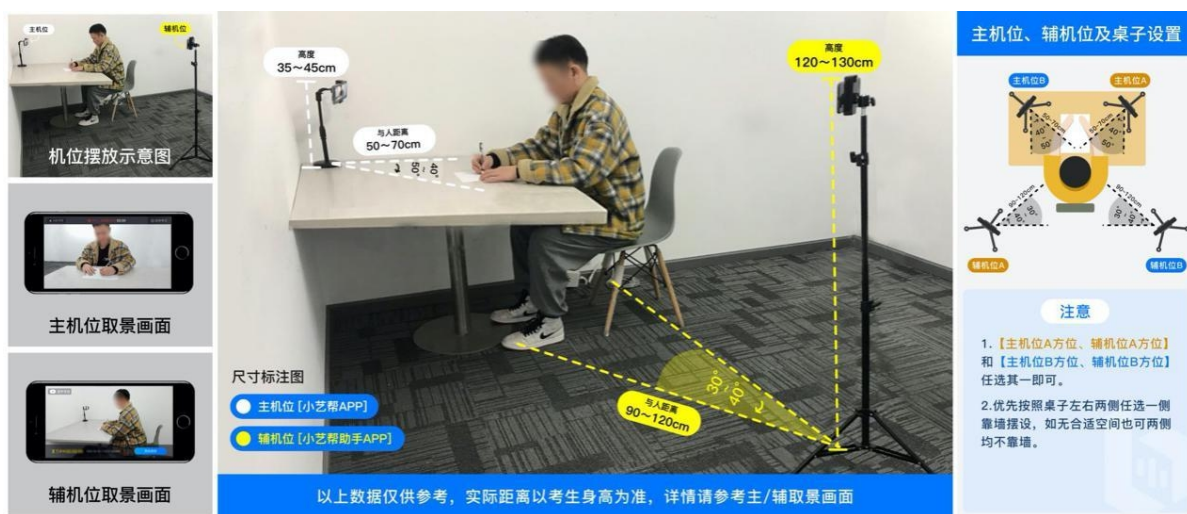 主机位
辅机位
机位摆放示意图
主机位取景画面
辅机位取景画面
高度
35～45cm
与人距离
50～70cm
40°
～
50°
高度
120～130cm
30°
～
40°
与人距离
90～120cm
尺寸标注图
主机位 [小艺帮APP]
辅机位 [小艺帮助手APP]
以上数据仅供参考，实际距离以考生身高为准，详情请参考主/辅取景画面
主机位、辅机位及桌子设置
主机位B
主机位A
50~70cm
40°
50°
50~70cm
40°
50°
90~120cm
30°
40°
90~120cm
30°
40°
辅机位A
辅机位B
注意
1.【主机位A方位、辅机位A方位】
和【主机位B方位、辅机位B方位】
任选其一即可。
2.优先按照桌子左右两侧任选一侧
靠墙摆设，如无合适空间也可两侧
均不靠墙。